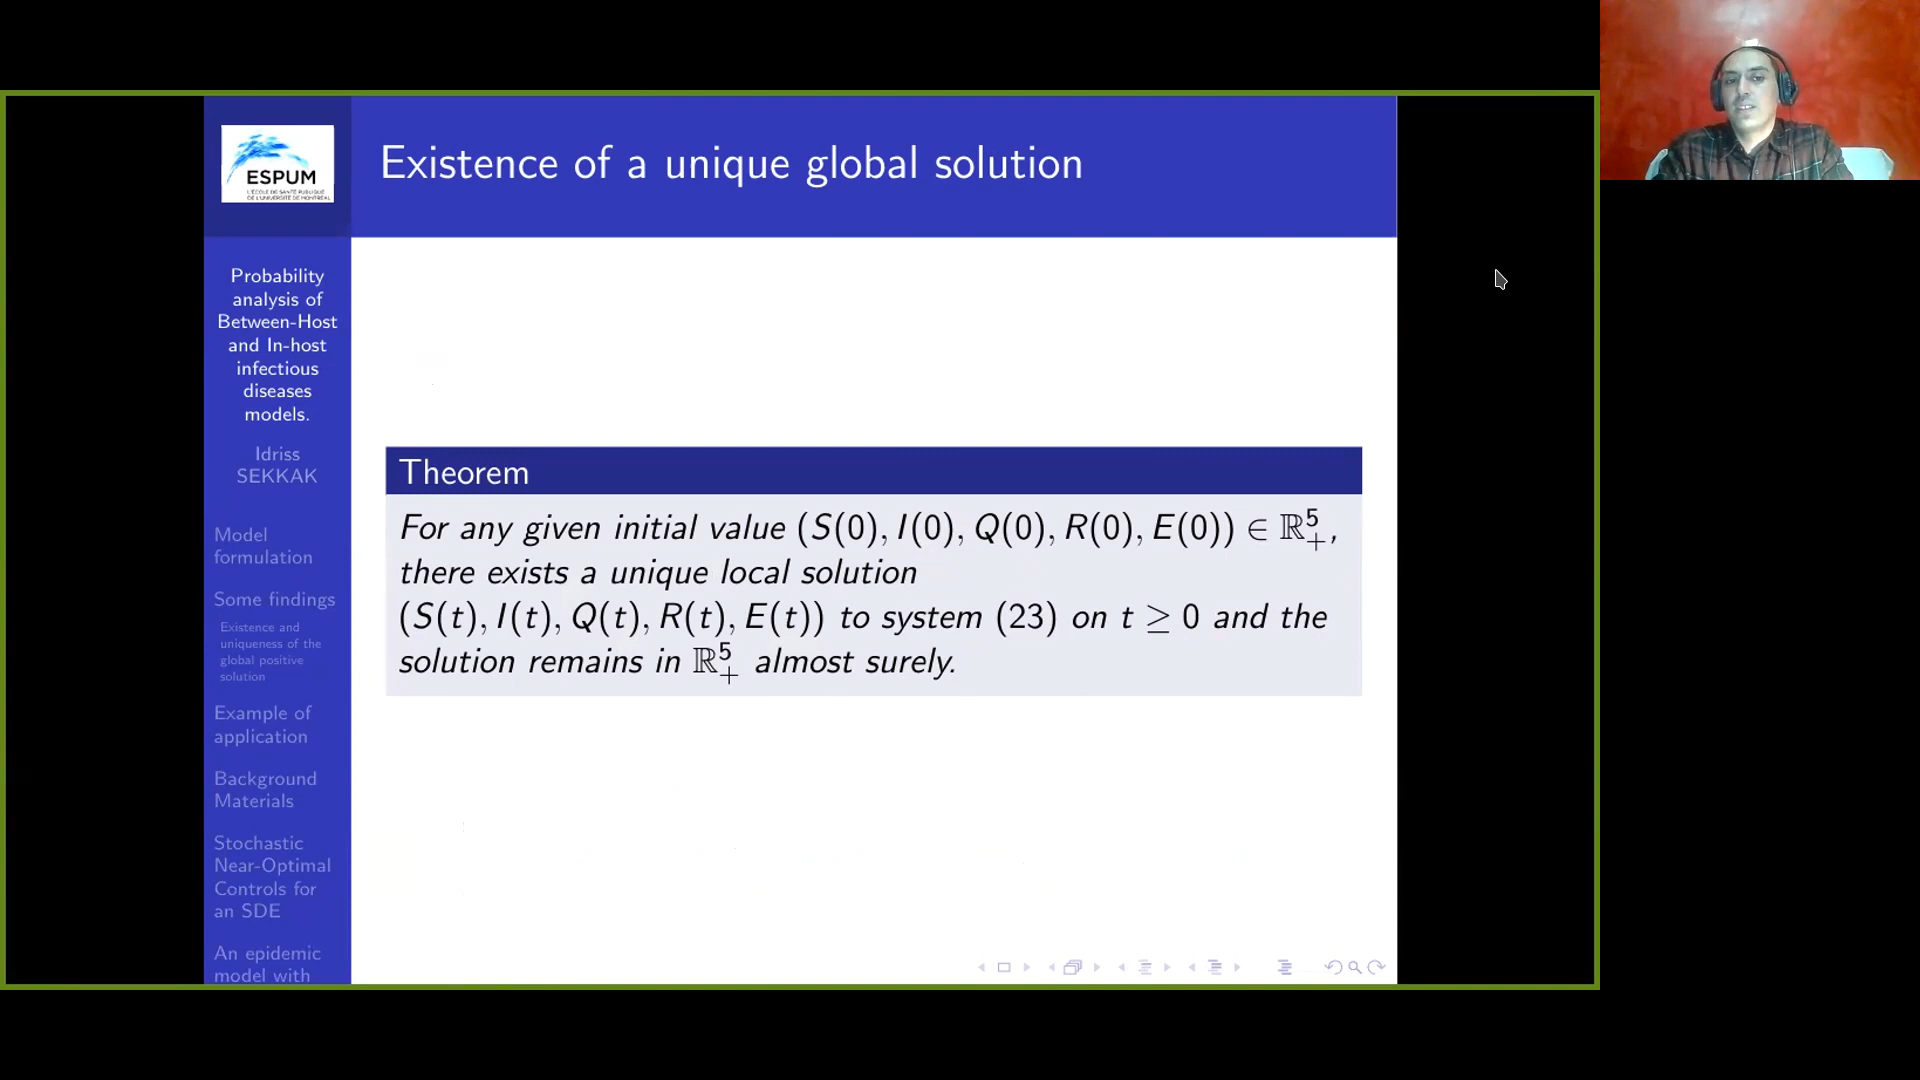 ESPUM
L'ÉCOLE DE SANTÉ PUBLIQUE
DE L'UNIVERSITÉ DE MONTRÉAL
Existence of a unique global solution
Probability
analysis of
Between-Host
and In-host
infectious
diseases
models.
Idriss
SEKKAK
Model
formulation
Some findings
Existence and
uniqueness of the
global positive
solution
Example of
application
Background
Materials
Stochastic
Near-Optimal
Controls for
an SDE
An epidemic
model with
Theorem
For any given initial value (S(0), I(0), Q(0), R(0), E(0)) ∈ ℝ⁵₊,
there exists a unique local solution
(S(t), I(t), Q(t), R(t), E(t)) to system (23) on t ≥ 0 and the
solution remains in ℝ⁵₊ almost surely.